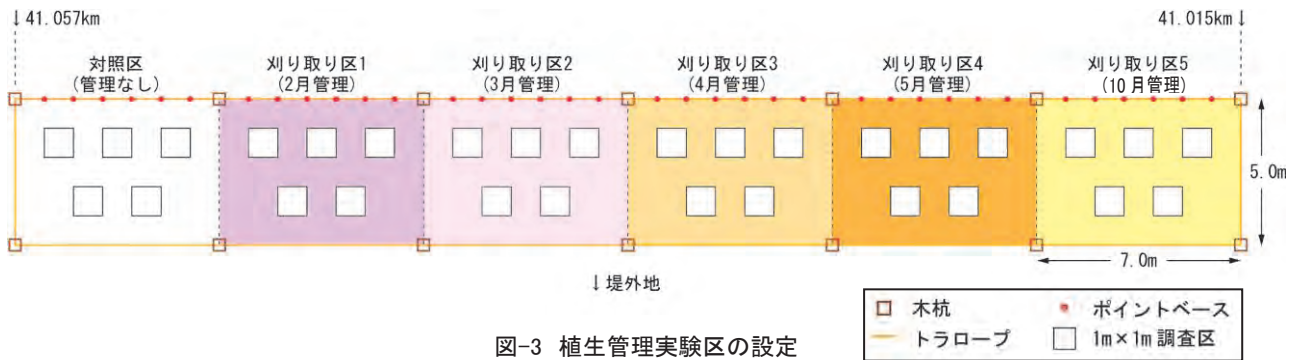 ↓41.057km
41.015km↓
対照区
(管理なし)
刈り取り区1
(2月管理)
刈り取り区2
(3月管理)
刈り取り区3
(4月管理)
刈り取り区4
(5月管理)
刈り取り区5
(10月管理)
5.0m
7.0m
↓堤外地
木杭
ポイントベース
トラロープ
1m×1m調査区
図-3 植生管理実験区の設定